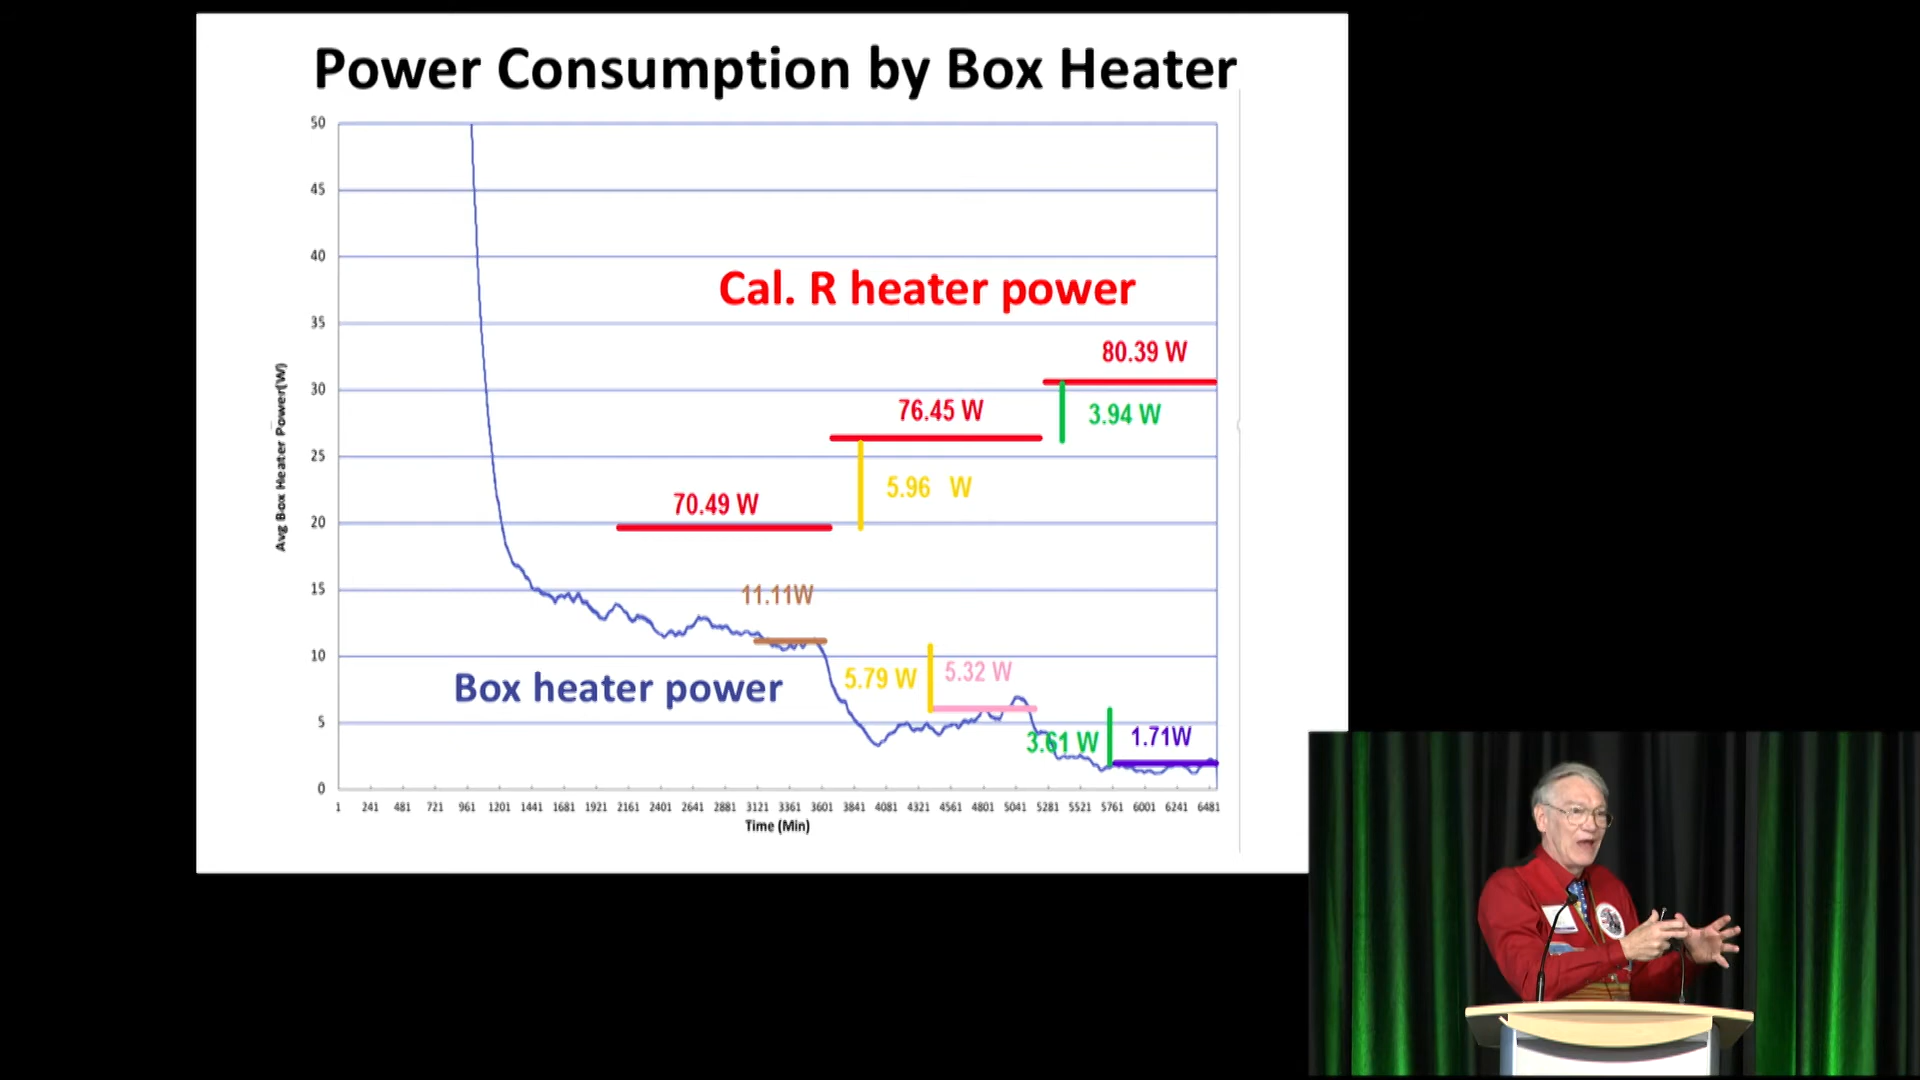 Power Consumption by Box Heater
50
45
40
35
30
25
20
15
10
5
0
Avg Box Heater Power(W)
Cal. R heater power
80.39 W
76.45 W
3.94 W
5.96 W
70.49 W
11.11W
Box heater power
5.79 W
5.32 W
3.61 W
1.71W
1 241 481 721 961 1201 1441 1681 1921 2161 2401 2641 2881 3121 3361 3601 3841 4081 4321 4561 4801 5041 5281 5521 5761 6001 6241 6481
Time (Min)